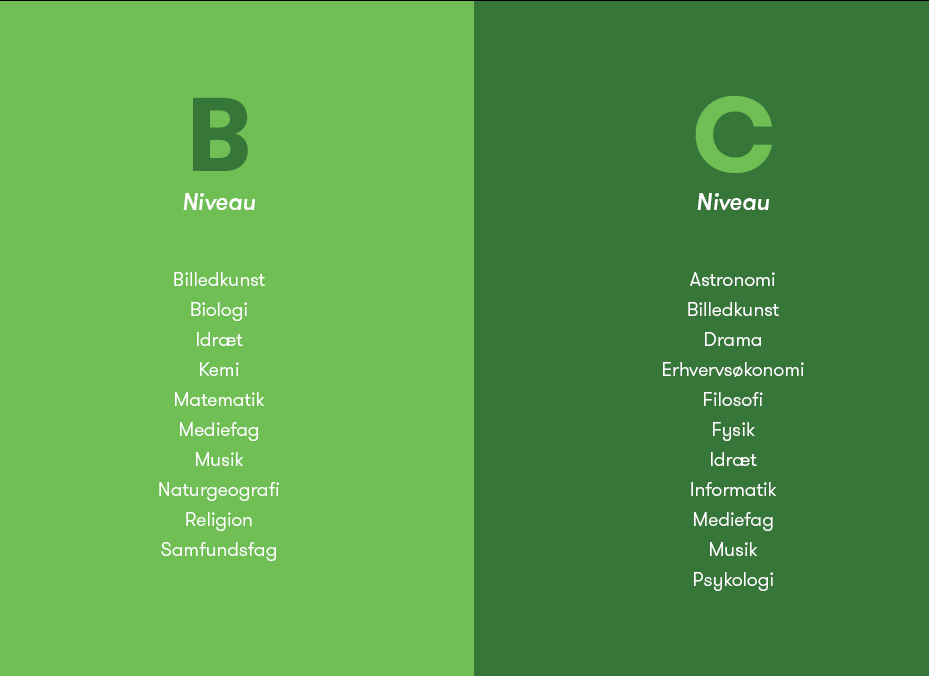 B
Niveau
Billedkunst
Biologi
Idræt
Kemi
Matematik
Mediefag
Musik
Naturgeografi
Religion
Samfundsfag
C
Niveau
Astronomi
Billedkunst
Drama
Erhvervsøkonomi
Filosofi
Fysik
Idræt
Informatik
Mediefag
Musik
Psykologi